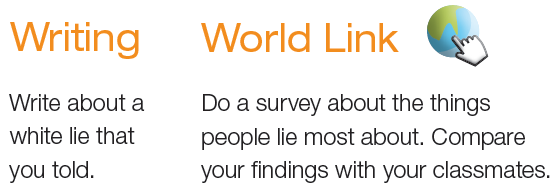 Writing
Write about a
white lie that
you told.
World Link
Do a survey about the things
people lie most about. Compare
your findings with your classmates.